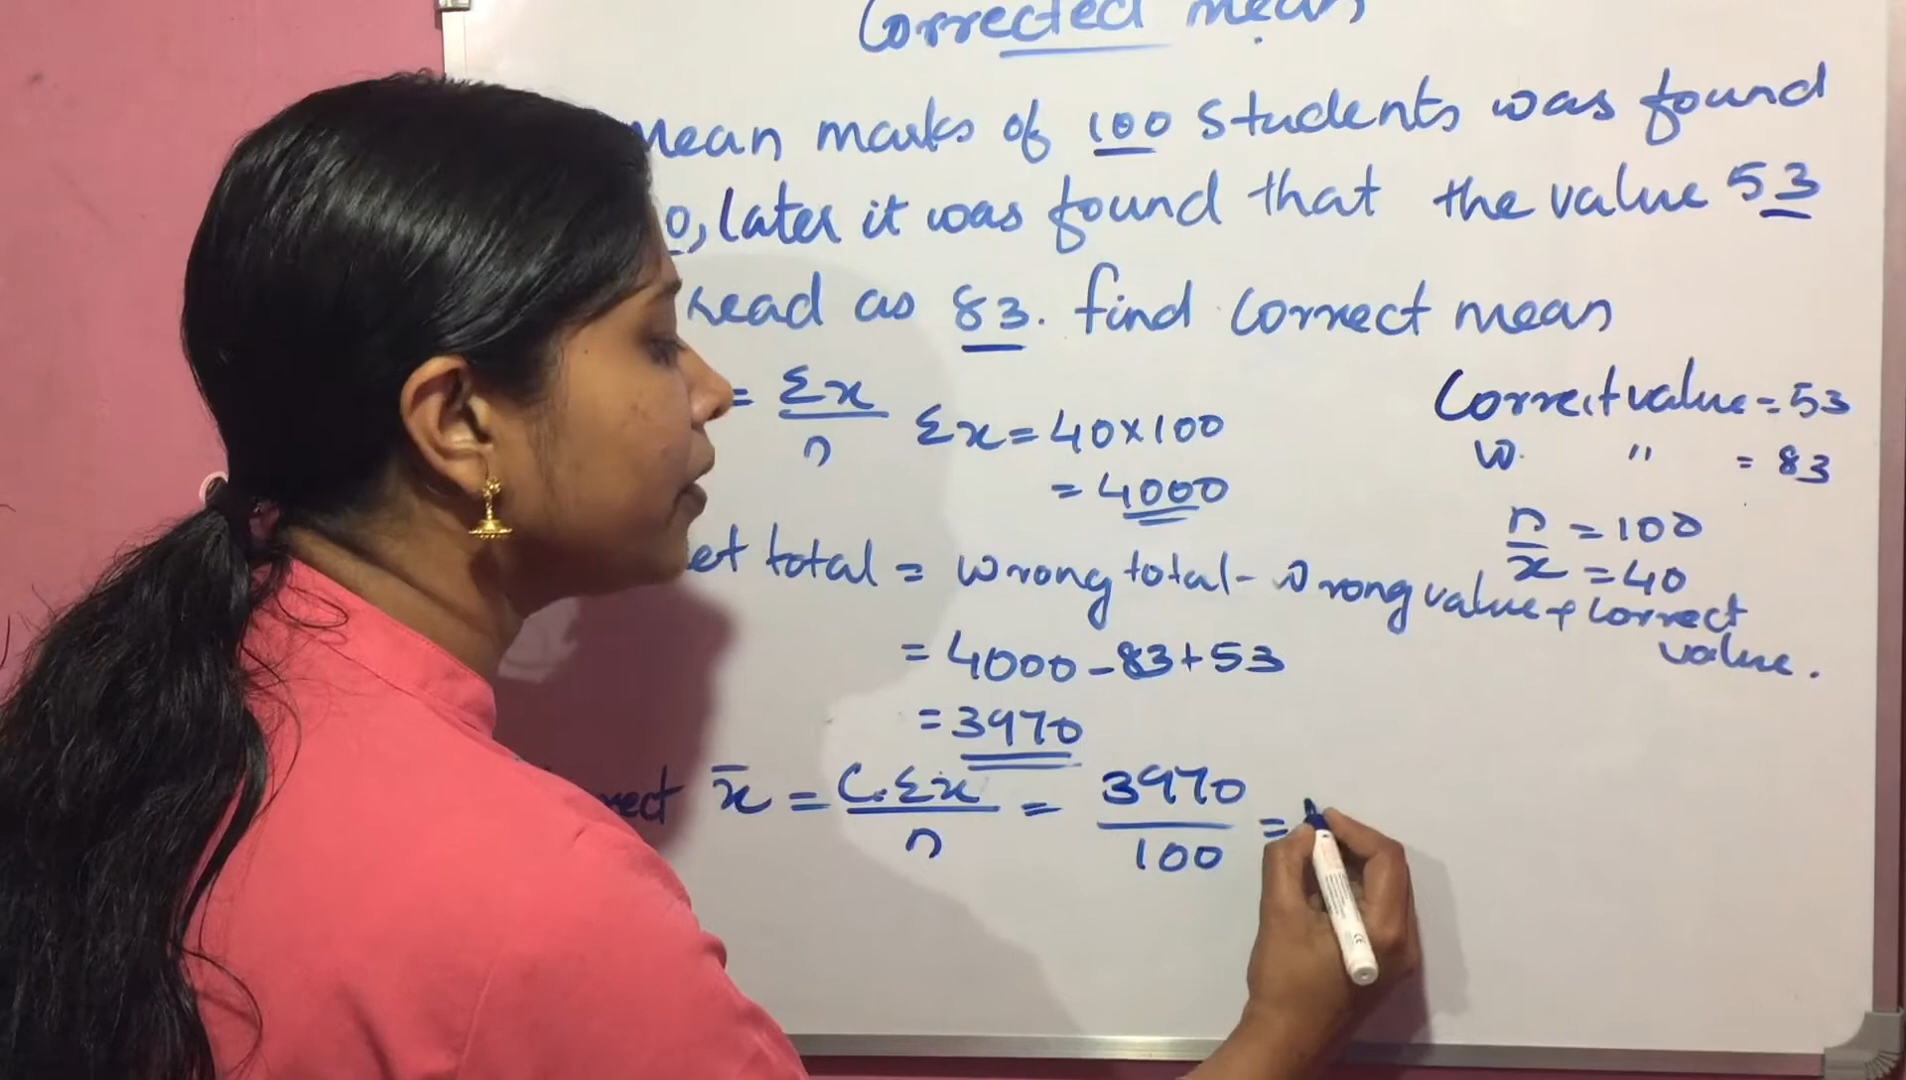 Corrected mean
mean marks of 100 students was found
0, later it was found that the value 53
read as 83. find correct mean
= Σx/n Σx = 40×100
= 4000
Correct value = 53
W. " = 83
n = 100
x̄ = 40
et total = wrong total - wrong value + correct value.
= 4000 - 83 + 53
= 3970
rect x̄ = C.Σx/n = 3970/100 =